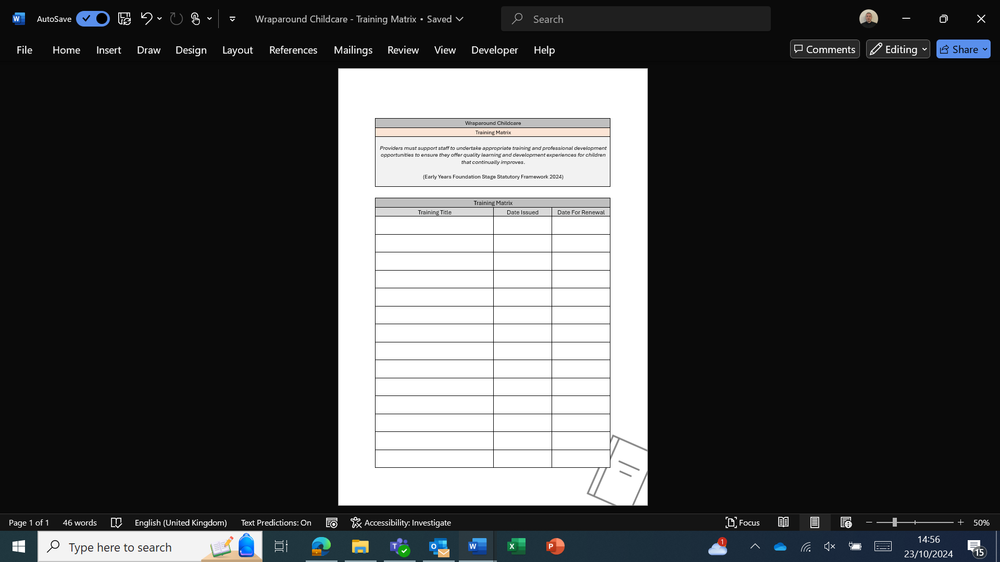 AutoSave
Wraparound Childcare - Training Matrix • Saved
Search
File Home Insert Draw Design Layout References Mailings Review View Developer Help
Comments Editing Share
Wraparound Childcare
Training Matrix
Providers must support staff to undertake appropriate training and professional development
opportunities to ensure they offer quality learning and development experiences for children
that continually improves.
(Early Years Foundation Stage Statutory Framework 2024)
Training Matrix
Training Title Date Issued Date For Renewal
Page 1 of 1 46 words English (United Kingdom) Text Predictions: On Accessibility: Investigate Focus 50%
Type here to search
1
14:56
23/10/2024
15